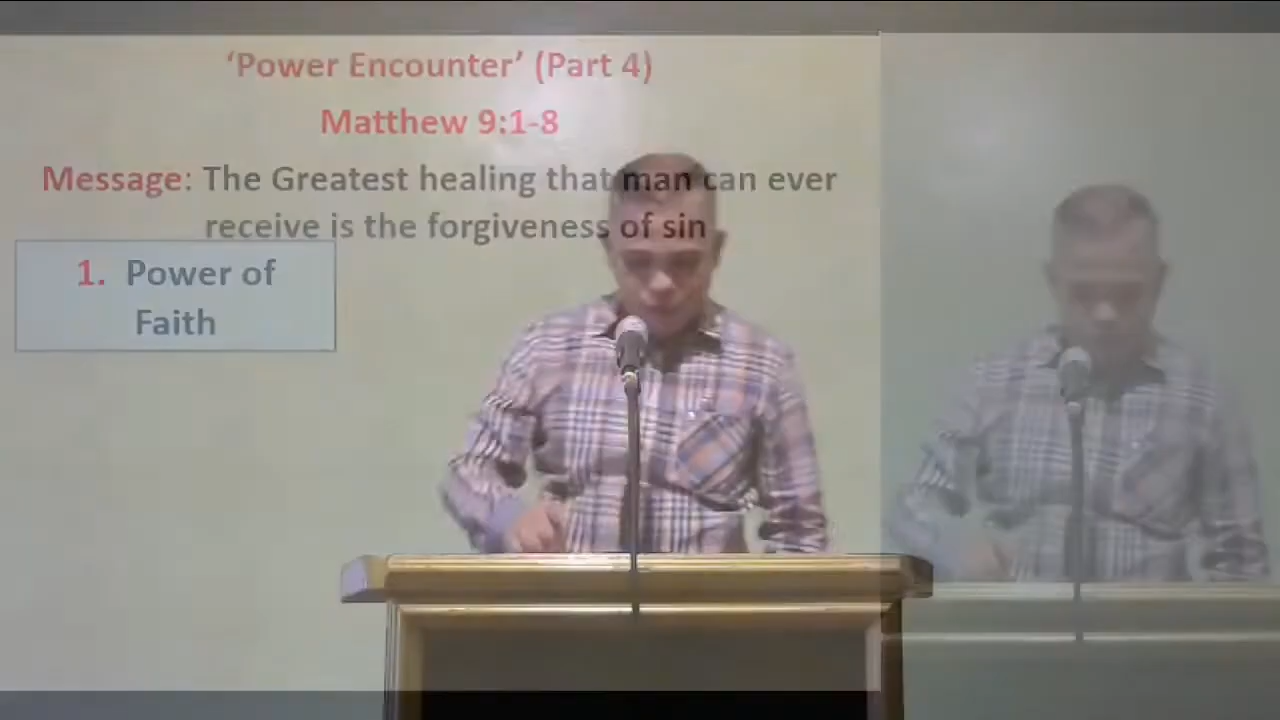 ‘Power Encounter’ (Part 4)
Matthew 9:1-8
Message: The Greatest healing that man can ever
receive is the forgiveness of sin
1. Power of
Faith